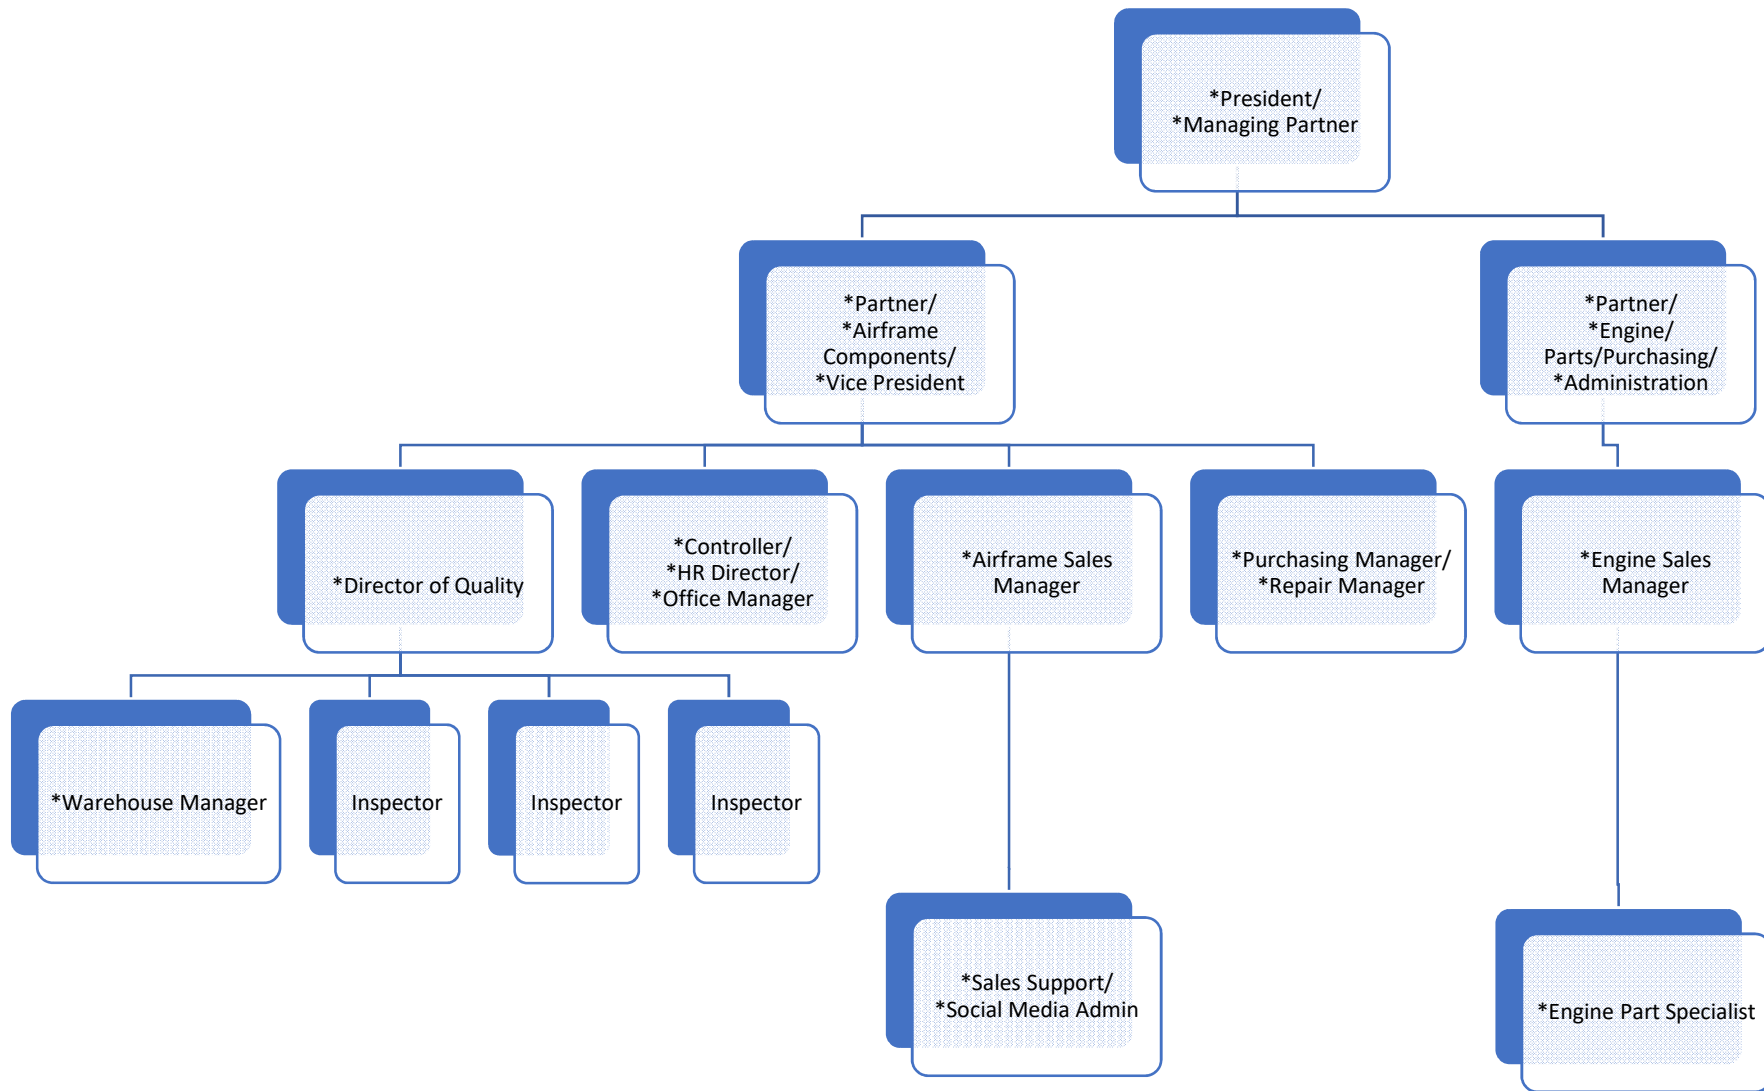 *President/
*Managing Partner
*Partner/
*Airframe
Components/
*Vice President
*Partner/
*Engine/
Parts/Purchasing/
*Administration
*Director of Quality
*Controller/
*HR Director/
*Office Manager
*Airframe Sales
Manager
*Purchasing Manager/
*Repair Manager
*Engine Sales
Manager
*Warehouse Manager
Inspector
Inspector
Inspector
*Sales Support/
*Social Media Admin
*Engine Part Specialist